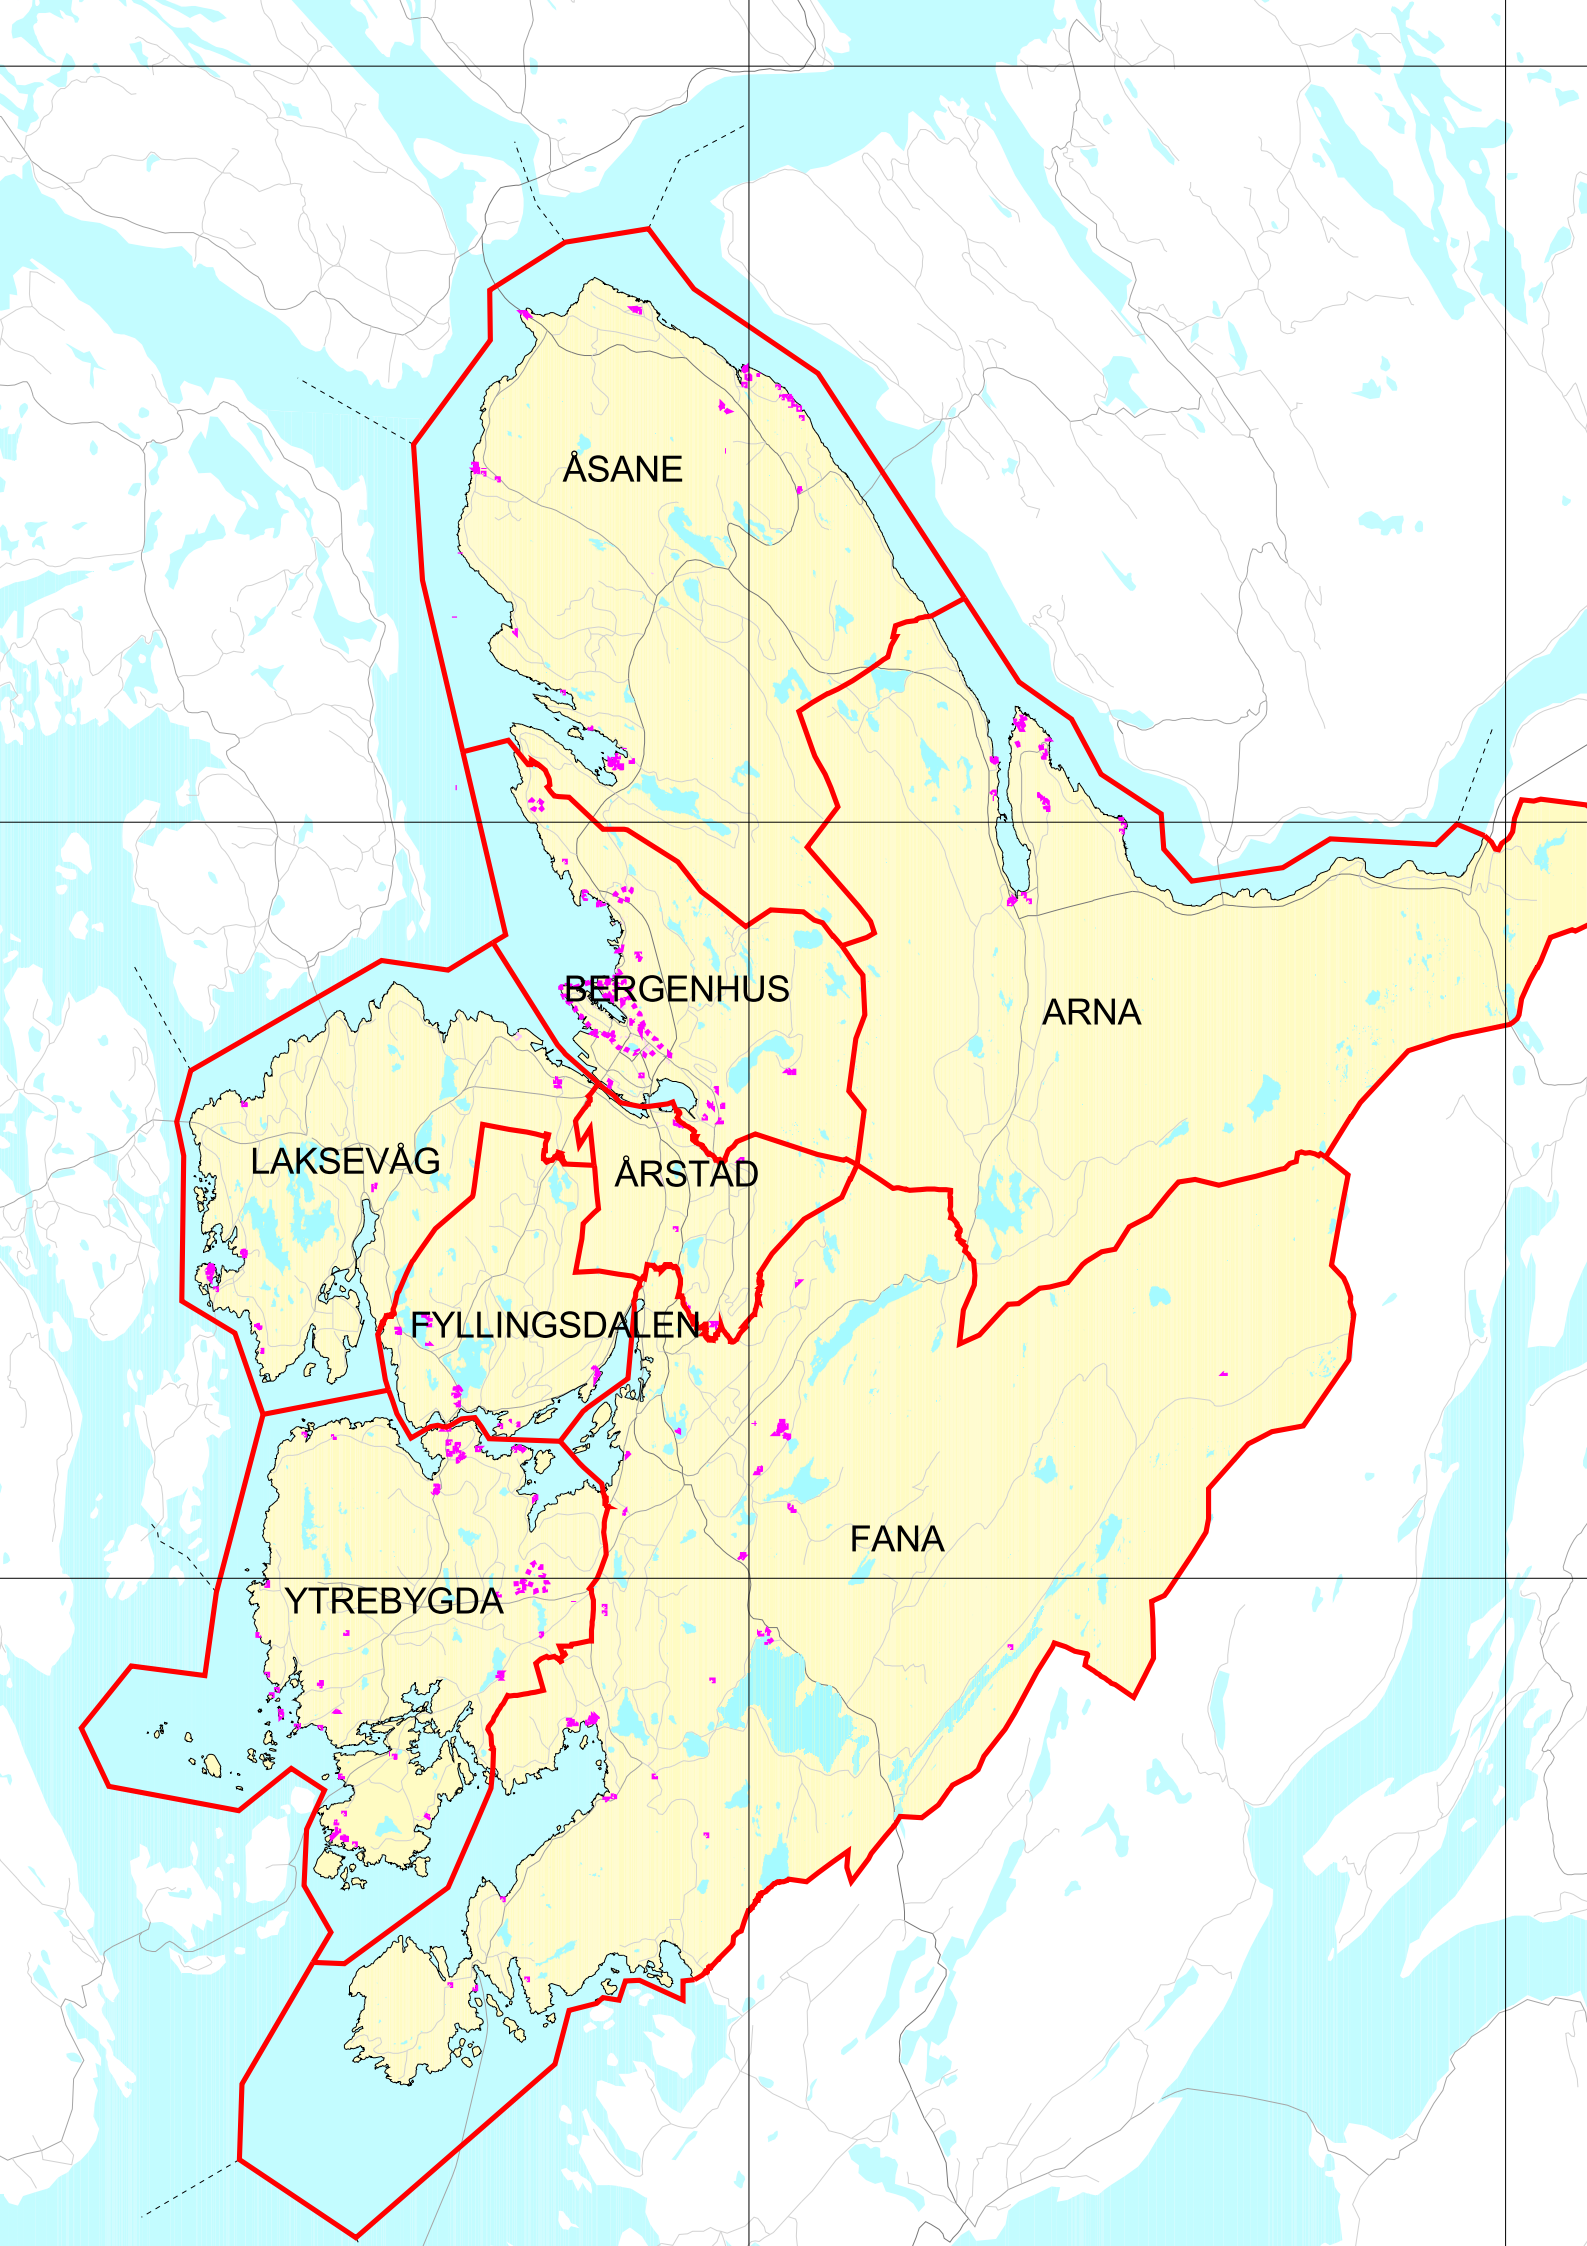 ÅSANE
BERGENHUS
ARNA
LAKSEVÅG
ÅRSTAD
FYLLINGSDALEN
FANA
YTREBYGDA